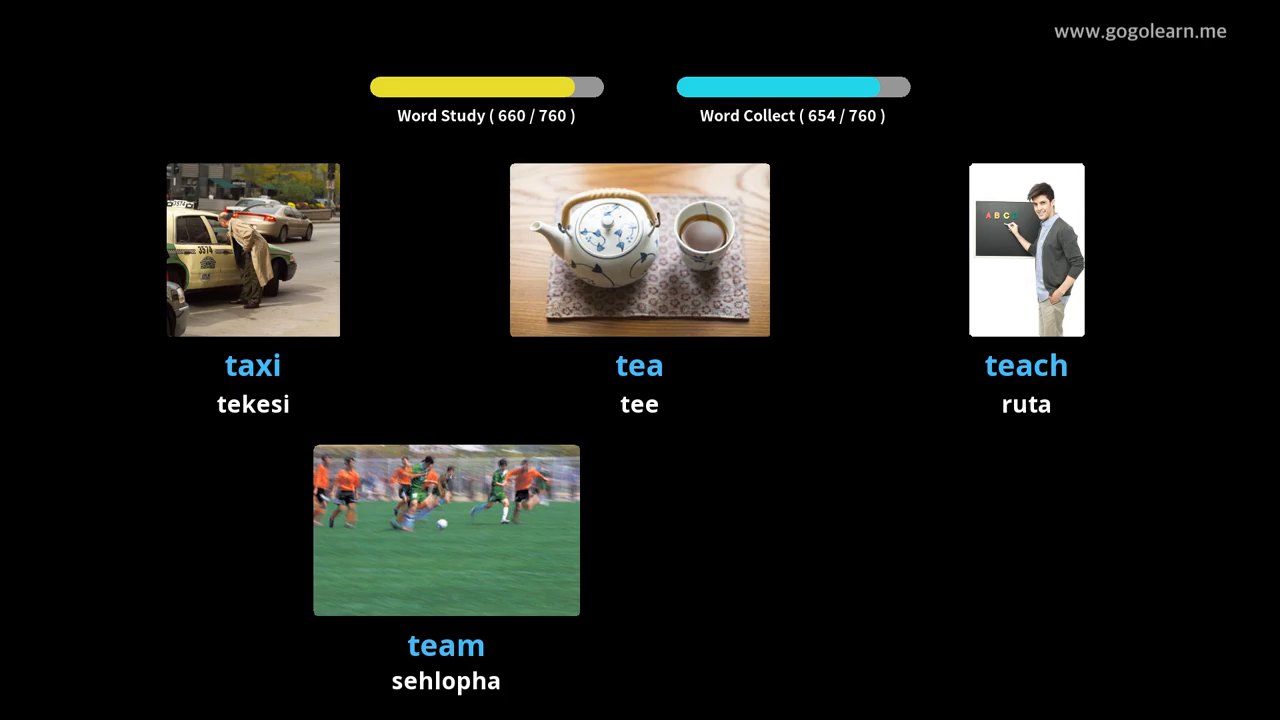 www.gogolearn.me
Word Study ( 660 / 760 )
Word Collect ( 654 / 760 )
3574
A B C D
taxi
tekesi
tea
tee
teach
ruta
team
sehlopha